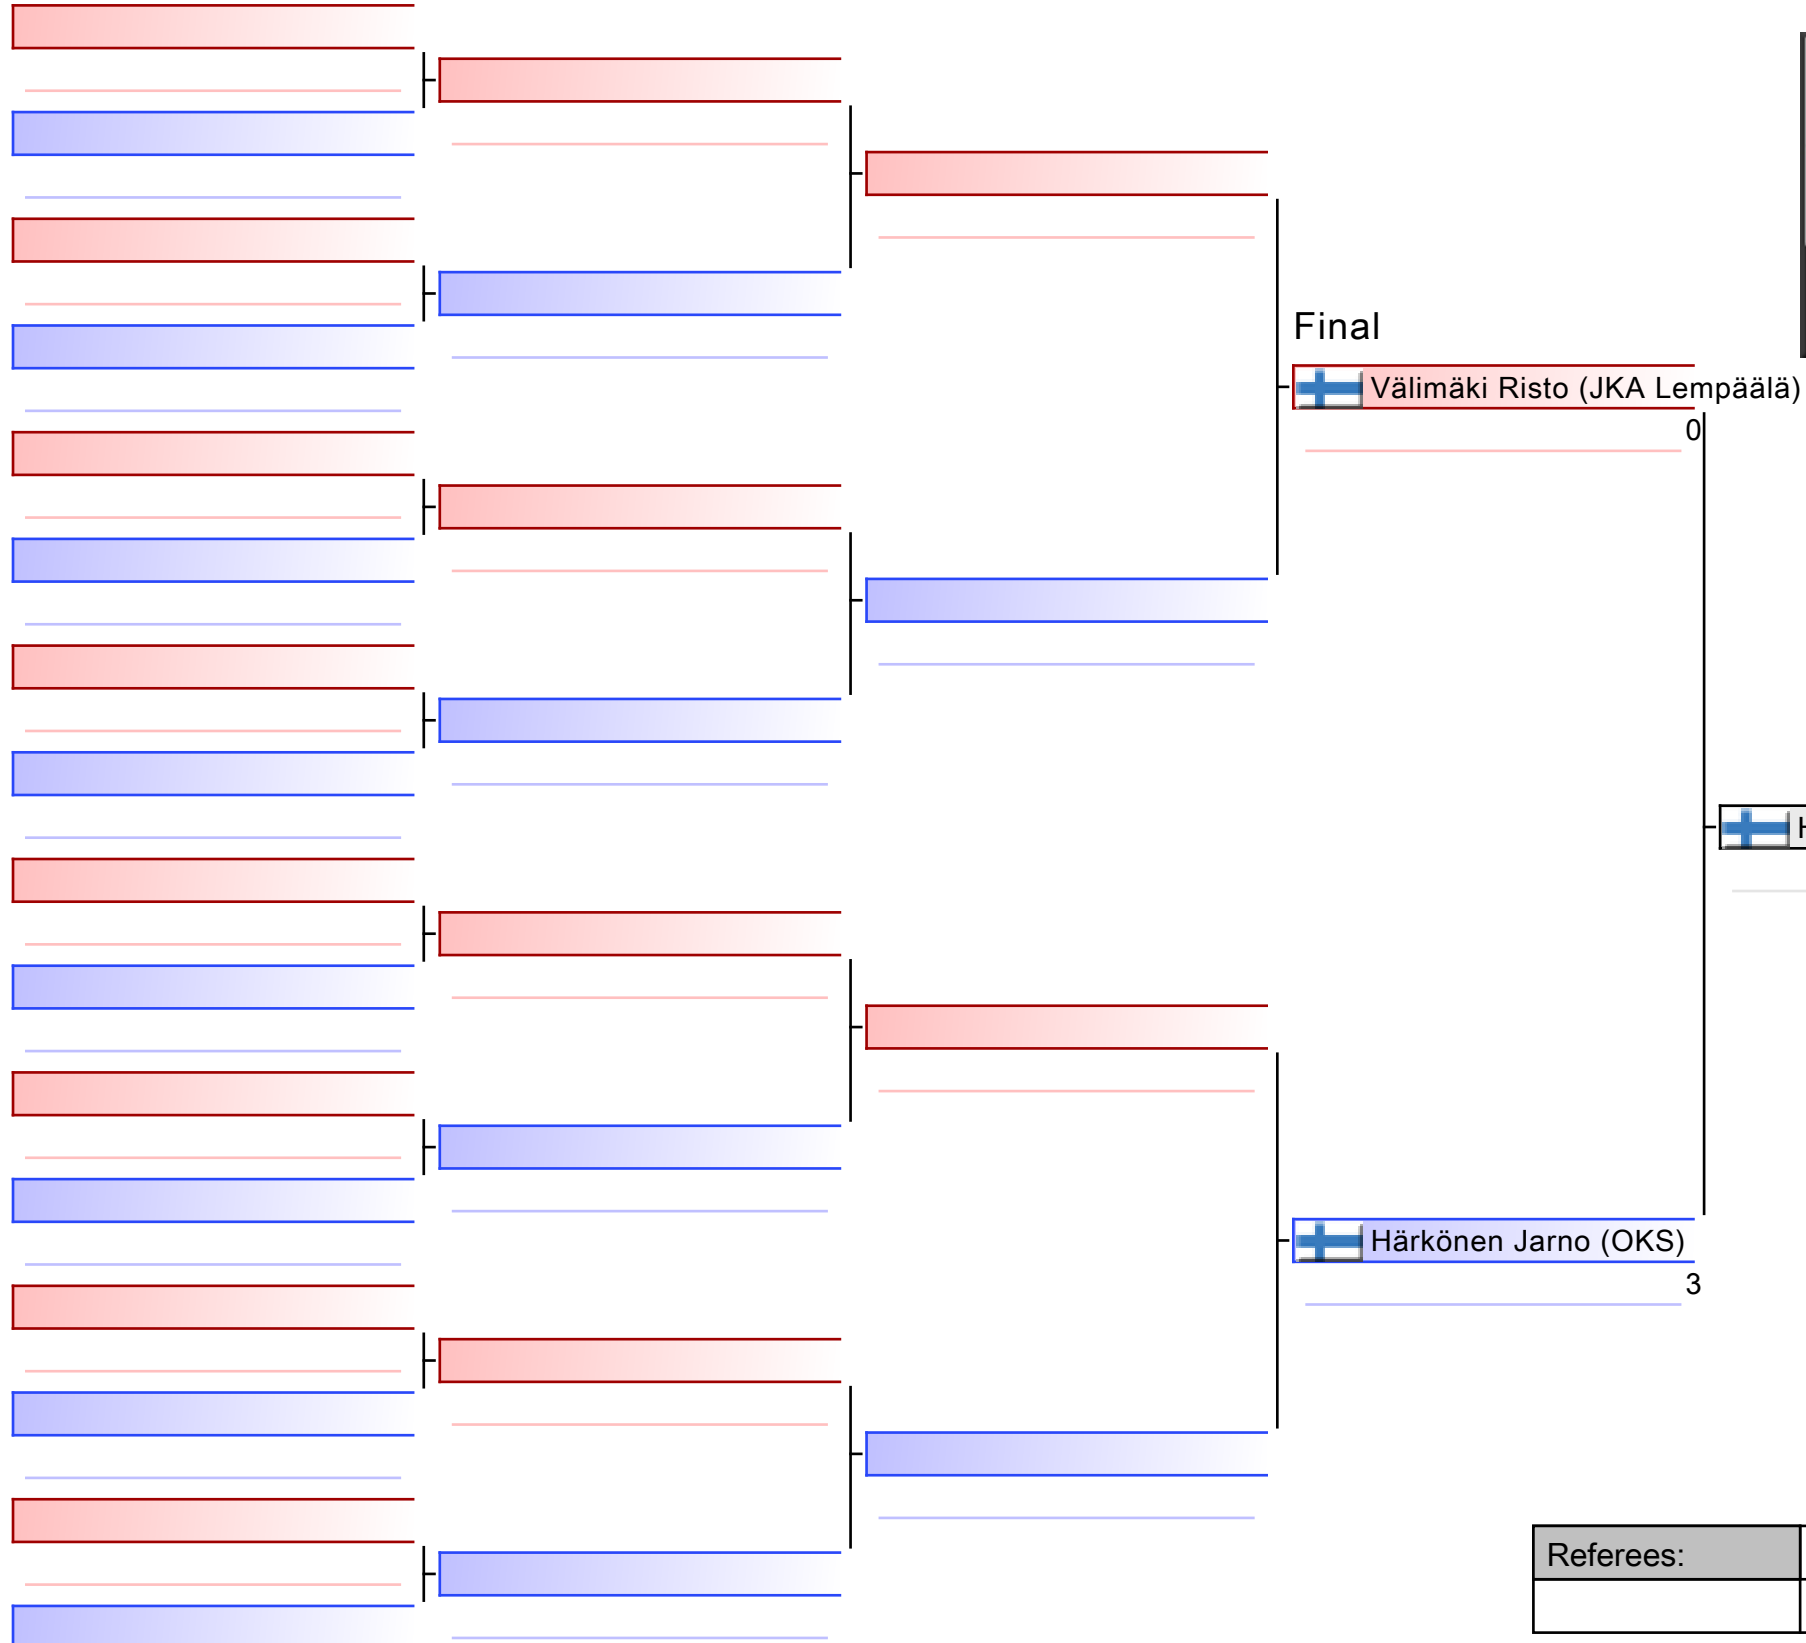 Final
Välimäki Risto (JKA Lempäälä)
0
Härkönen Jarno (OKS)
3
Referees: